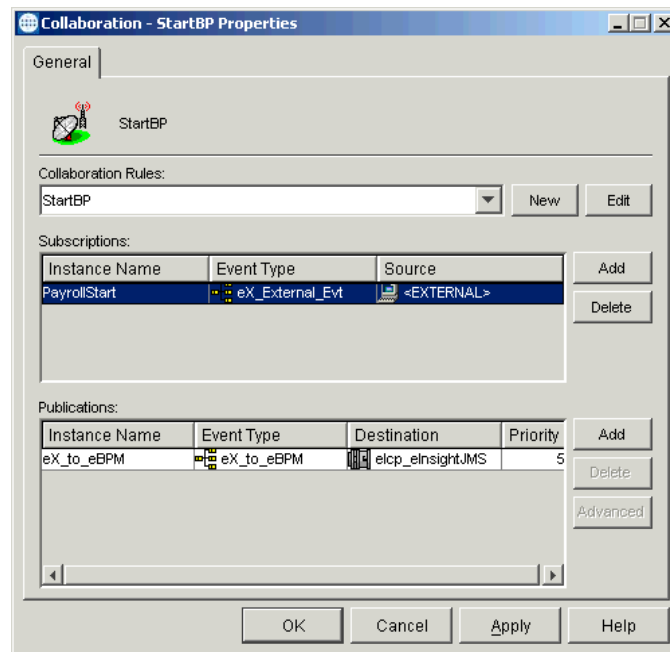 Collaboration - StartBP Properties
General
StartBP
Collaboration Rules:
StartBP New Edit
Subscriptions:
Instance Name Event Type Source Add
PayrollStart eX_External_Evt <EXTERNAL>
Delete
Publications:
Instance Name Event Type Destination Priority Add
eX_to_eBPM eX_to_eBPM elcp_eInsightJMS 5
Delete
Advanced
OK Cancel Apply Help